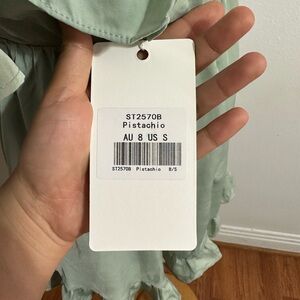 ST2570B
Pistachio
AU 8 US S
ST2570B Pistachio 8/S